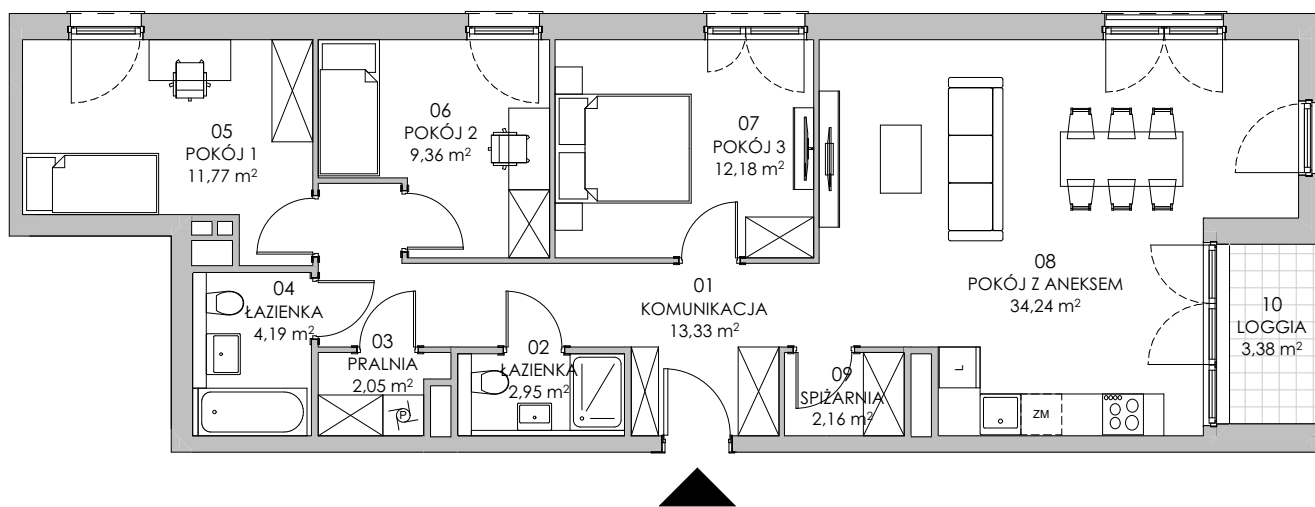 05
POKÓJ 1
11,77 m²
06
POKÓJ 2
9,36 m²
07
POKÓJ 3
12,18 m²
08
POKÓJ Z ANEKSEM
34,24 m²
10
LOGGIA
3,38 m²
01
KOMUNIKACJA
13,33 m²
04
ŁAZIENKA
4,19 m²
03
PRALNIA
2,05 m²
02
ŁAZIENKA
2,95 m²
09
SPIŻARNIA
2,16 m²
L
ZM
P